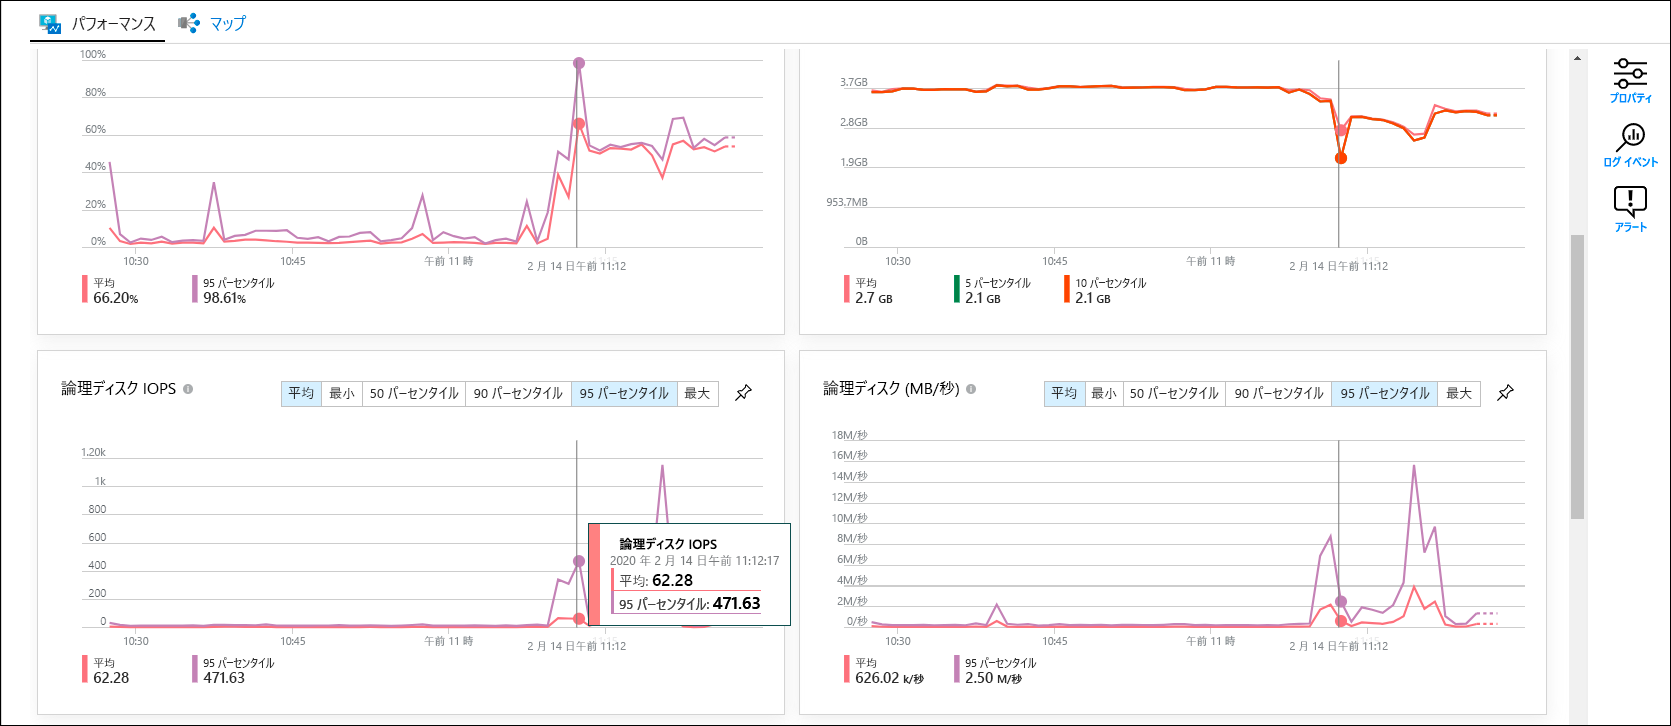 パフォーマンス マップ
100%
80%
60%
40%
20%
0%
10:30 10:45 午前 11 時 2 月 14 日午前 11:12
平均
66.20%
95 パーセンタイル
98.61%
3.7GB
2.8GB
1.9GB
953.7MB
0B
10:30 10:45 午前 11 時 2 月 14 日午前 11:12
平均
2.7 GB
5 パーセンタイル
2.1 GB
10 パーセンタイル
2.1 GB
プロパティ
ログ イベント
アラート
論理ディスク IOPS
平均 最小 50 パーセンタイル 90 パーセンタイル 95 パーセンタイル 最大
1.20k
1k
800
600
400
200
0
10:30 10:45 午前 11 時 2 月 14 日午前 11:12
論理ディスク IOPS
2020 年 2 月 14 日午前 11:12:17
平均: 62.28
95 パーセンタイル: 471.63
平均
62.28
95 パーセンタイル
471.63
論理ディスク (MB/秒)
平均 最小 50 パーセンタイル 90 パーセンタイル 95 パーセンタイル 最大
18M/秒
16M/秒
14M/秒
12M/秒
10M/秒
8M/秒
6M/秒
4M/秒
2M/秒
0/秒
10:30 10:45 午前 11 時 2 月 14 日午前 11:12
平均
626.02 k/秒
95 パーセンタイル
2.50 M/秒